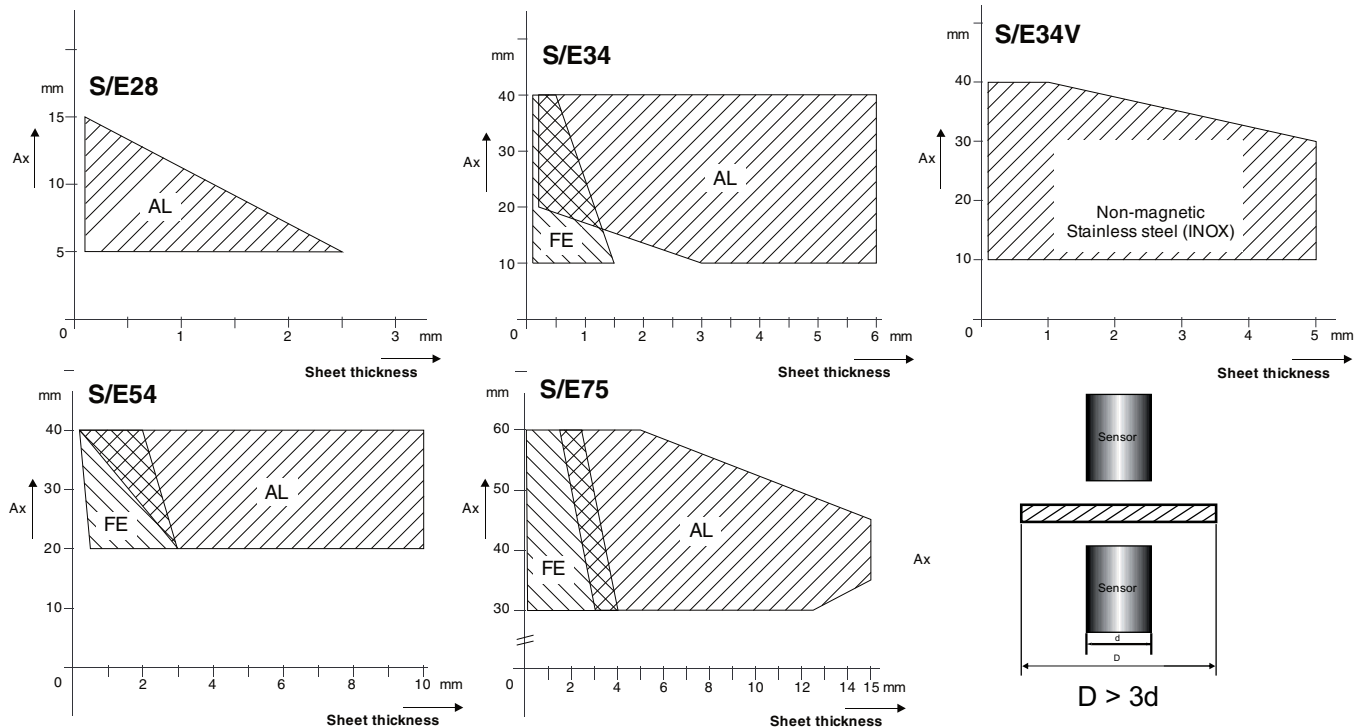 S/E28
mm
15
Ax
10
AL
5
0
1
2
3
mm
Sheet thickness
S/E34
mm
40
Ax
30
AL
20
FE
10
0
1
2
3
4
5
6
mm
Sheet thickness
S/E34V
mm
40
Ax
30
20
Non-magnetic
Stainless steel (INOX)
10
0
1
2
3
4
5
mm
Sheet thickness
S/E54
mm
40
Ax
30
AL
FE
20
10
0
2
4
6
8
10
mm
Sheet thickness
S/E75
mm
60
Ax
50
AL
40
FE
30
0
2
4
6
8
10
12
14
15 mm
Sheet thickness
Sensor
Ax
Sensor
d
D
D > 3d